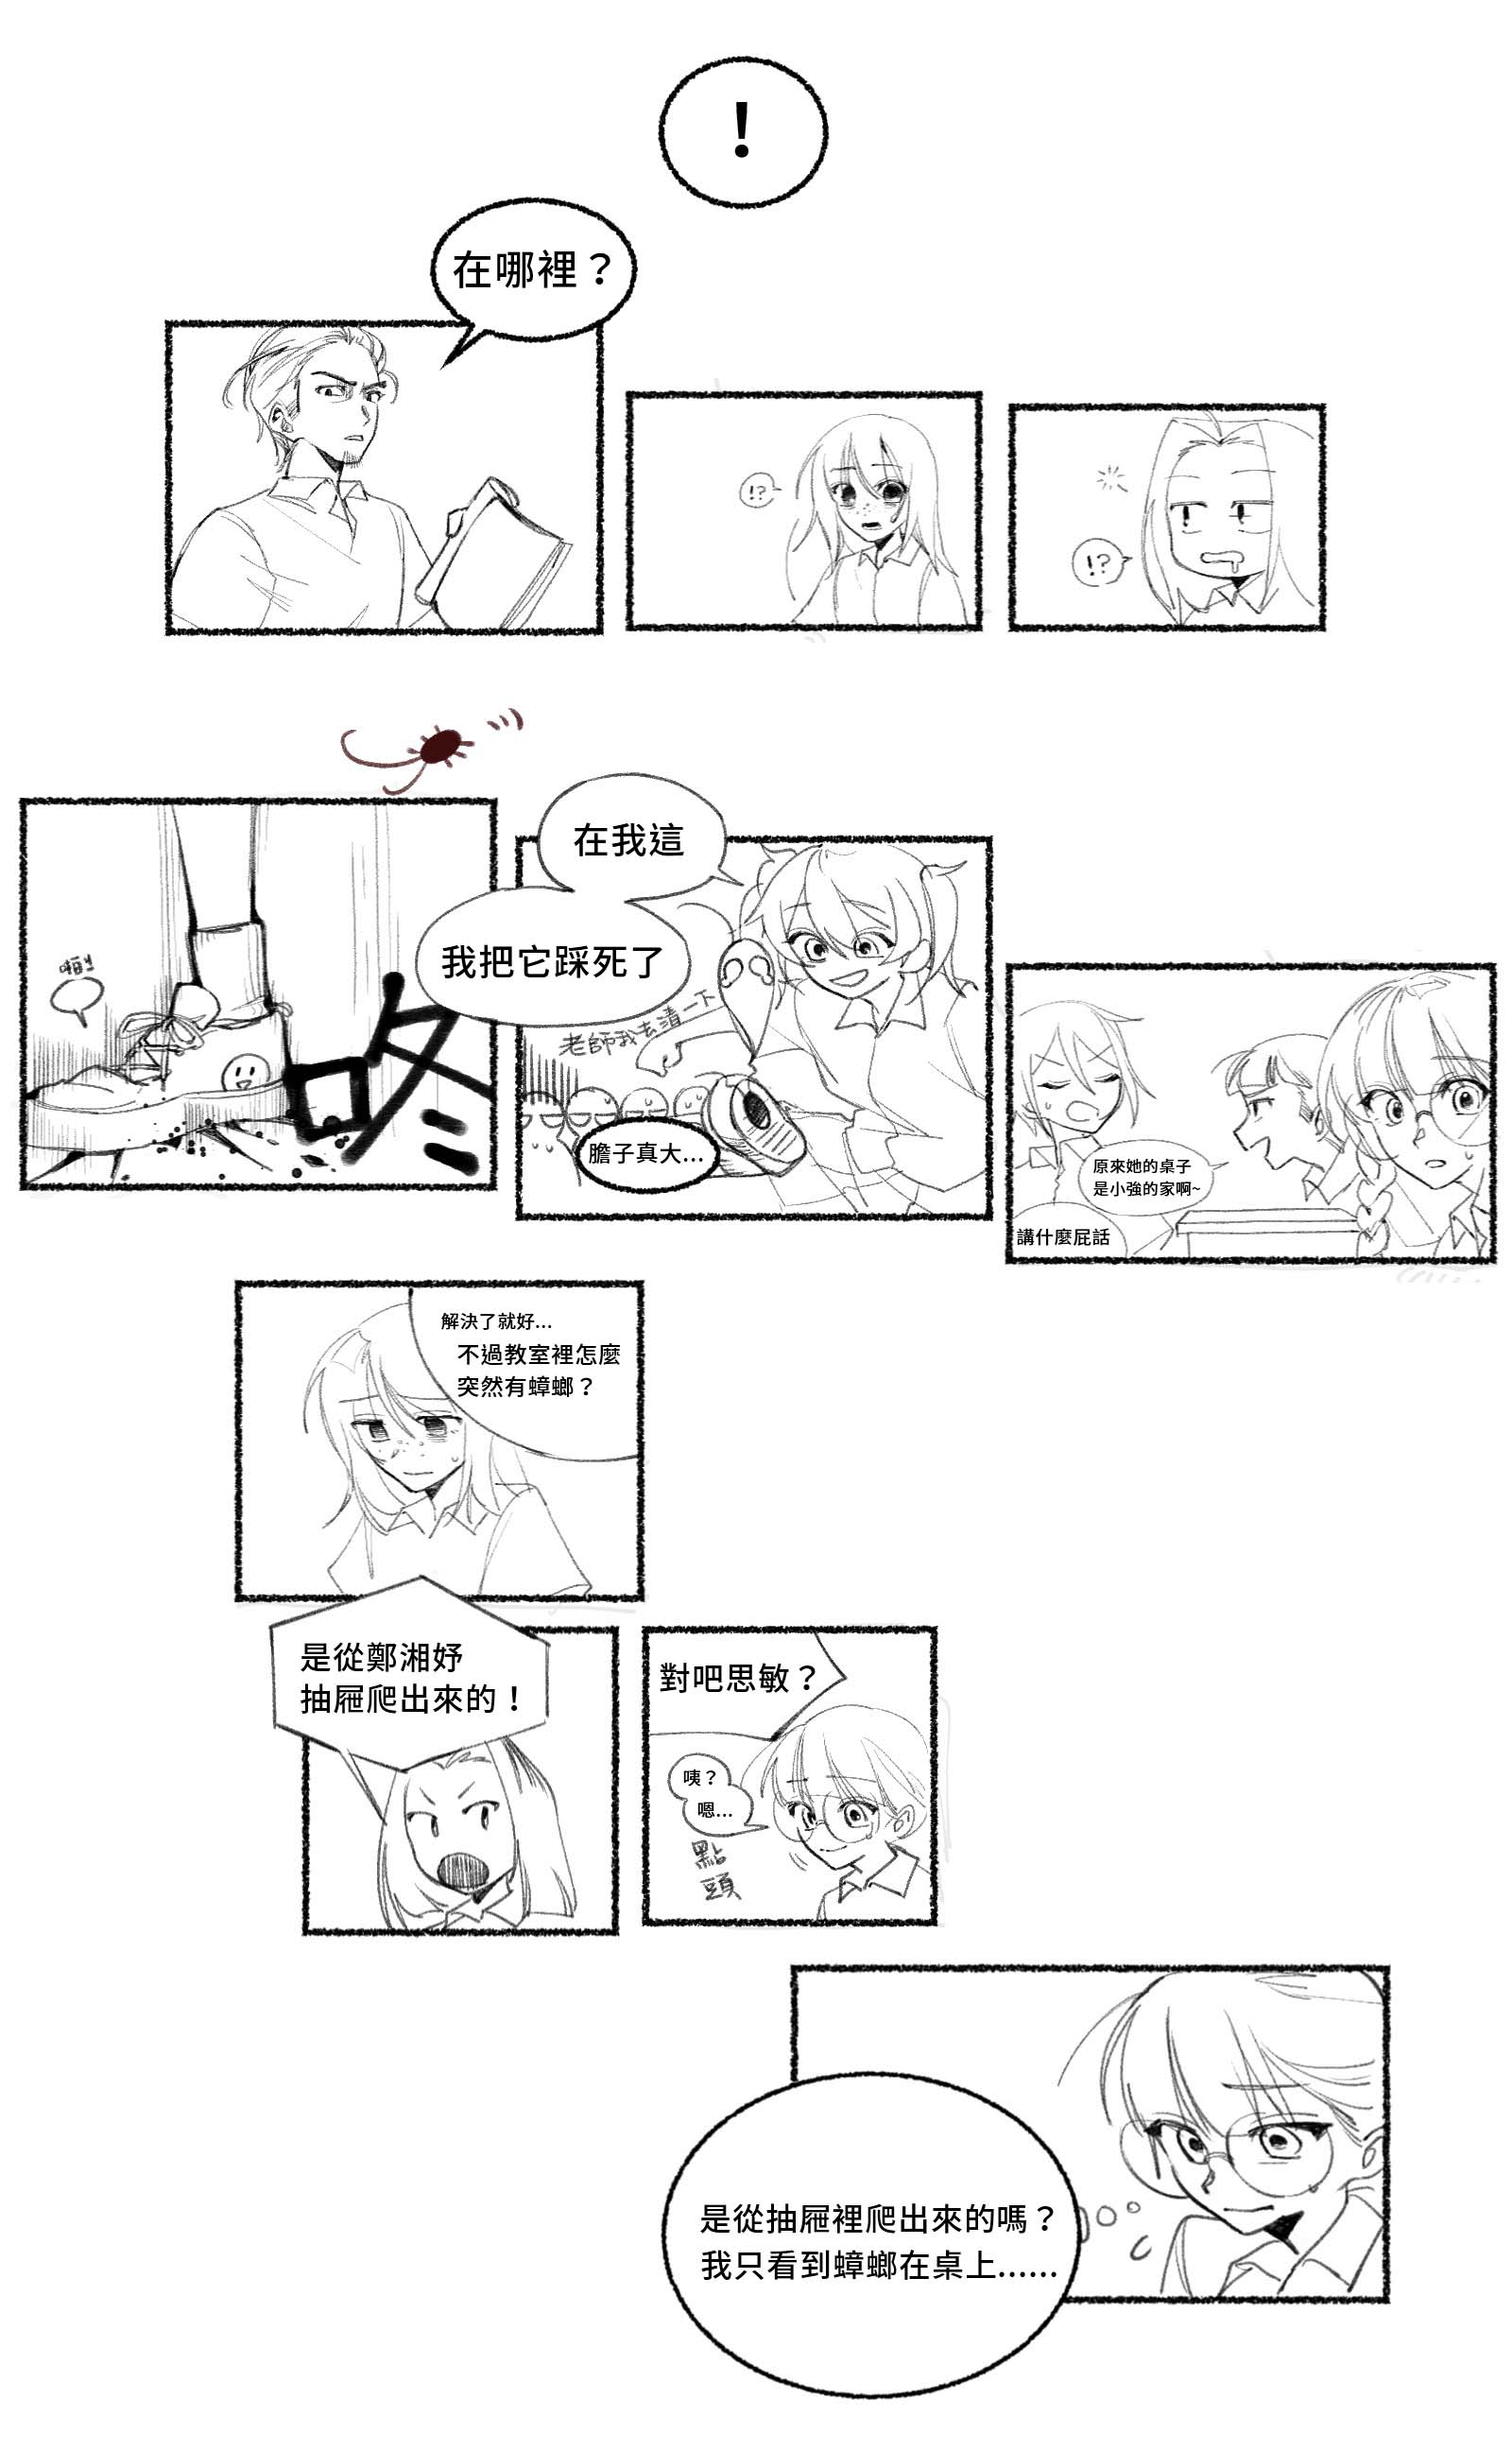 ！
在哪裡？
!?
!?
啪!
咚
在我這
我把它踩死了
老師我去清一下
膽子真大...
原來她的桌子
是小強的家啊~
講什麼屁話
解決了就好...
不過教室裡怎麼
突然有蟑螂？
是從鄭湘妤
抽屜爬出來的！
對吧思敏？
咦？
嗯...
點
頭
是從抽屜裡爬出來的嗎？
我只看到蟑螂在桌上......